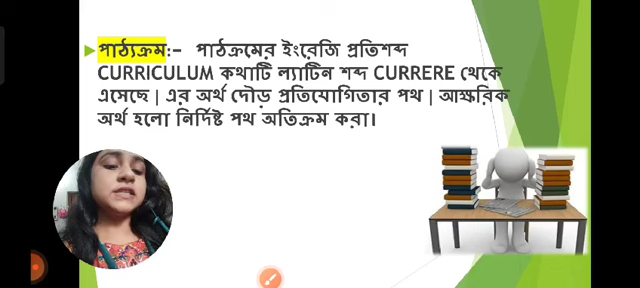 পাঠ্যক্রম:– পাঠক্রমের ইংরেজি প্রতিশব্দ
CURRICULUM কথাটি ল্যাটিন শব্দ CURRERE থেকে
এসেছে | এর অর্থ দৌড় প্রতিযোগিতার পথ | আক্ষরিক
অর্থ হলো নির্দিষ্ট পথ অতিক্রম করা।